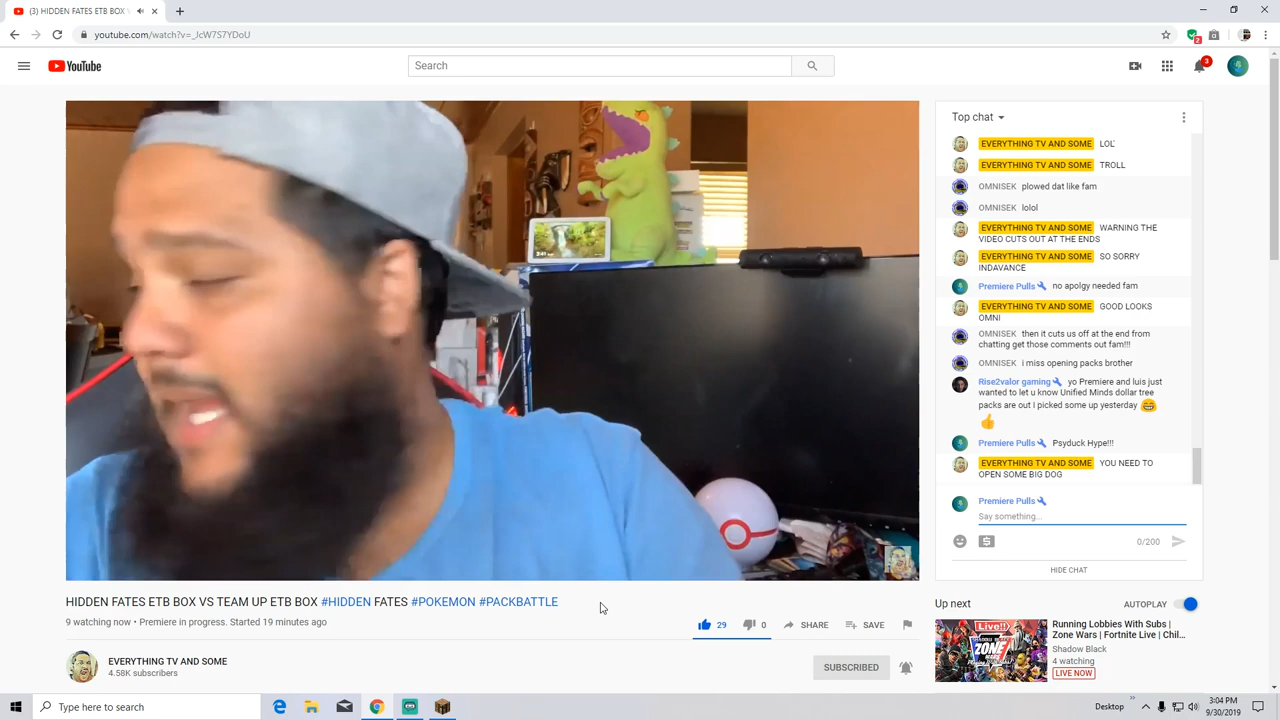 (3) HIDDEN FATES ETB BOX
youtube.com/watch?v=_JcW7S7YDoU
2
YouTube
Search
3
Top chat
EVERYTHING TV AND SOME LOL'
EVERYTHING TV AND SOME TROLL
OMNISEK plowed dat like fam
OMNISEK lolol
EVERYTHING TV AND SOME WARNING THE
VIDEO CUTS OUT AT THE ENDS
EVERYTHING TV AND SOME SO SORRY
INDAVANCE
Premiere Pulls no apolgy needed fam
EVERYTHING TV AND SOME GOOD LOOKS
OMNI
OMNISEK then it cuts us off at the end from
chatting get those comments out fam!!!
OMNISEK i miss opening packs brother
Rise2valor gaming yo Premiere and luis just
wanted to let u know Unified Minds dollar tree
packs are out I picked some up yesterday
Premiere Pulls Psyduck Hype!!!
EVERYTHING TV AND SOME YOU NEED TO
OPEN SOME BIG DOG
Premiere Pulls
Say something...
0/200
HIDE CHAT
HIDDEN FATES ETB BOX VS TEAM UP ETB BOX #HIDDEN FATES #POKEMON #PACKBATTLE
9 watching now • Premiere in progress. Started 19 minutes ago
29
0
SHARE
SAVE
EVERYTHING TV AND SOME
4.58K subscribers
SUBSCRIBED
Up next
AUTOPLAY
Live!!
ZONE
WARS
Running Lobbies With Subs |
Zone Wars | Fortnite Live | Chil...
Shadow Black
4 watching
LIVE NOW
Type here to search
Desktop
3:04 PM
9/30/2019